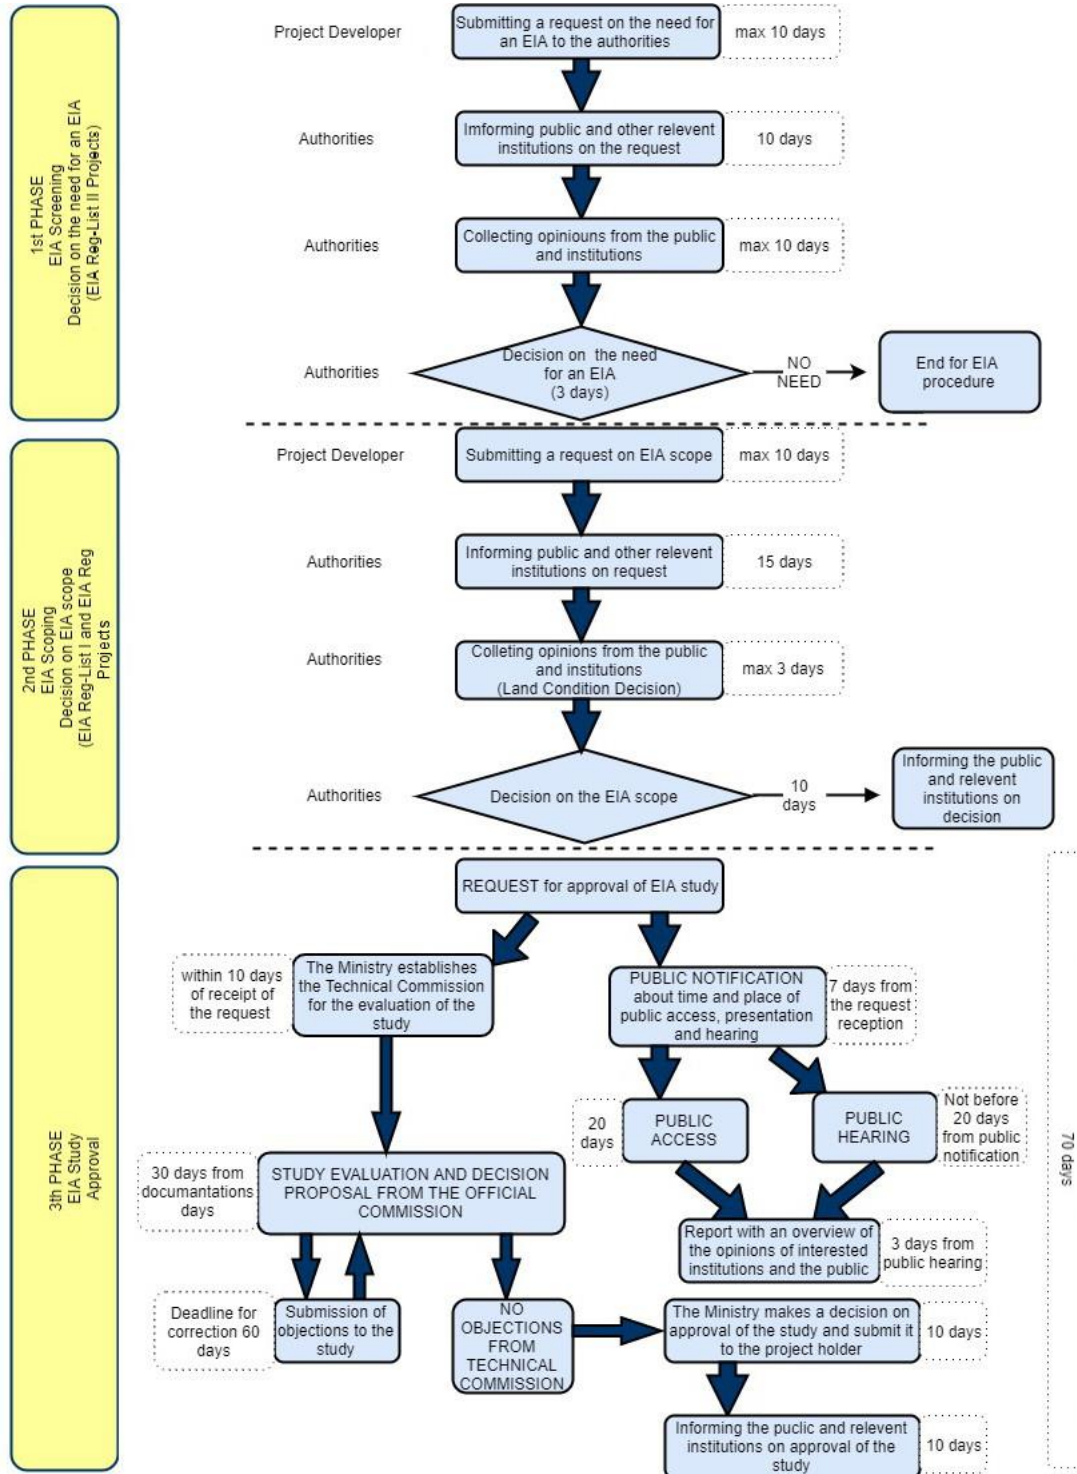 1st PHASE
EIA Screening
Decision on the need for an EIA
(EIA Reg-List II Projects)
Project Developer
Submitting a request on the need for
an EIA to the authorities
max 10 days
Authorities
Imforming public and other relevent
institutions on the request
10 days
Authorities
Collecting opiniouns from the public
and institutions
max 10 days
Authorities
Decision on the need
for an EIA
(3 days)
NO
NEED
End for EIA
procedure
2nd PHASE
EIA Scoping
Decision on EIA scope
(EIA Reg-List I and EIA Reg
Projects
Project Developer
Submitting a request on EIA scope
max 10 days
Authorities
Informing public and other relevent
institutions on request
15 days
Authorities
Colleting opinions from the public
and institutions
(Land Condition Decision)
max 3 days
Authorities
Decision on the EIA scope
10
days
Informing the public
and relevent
institutions on
decision
3th PHASE
EIA Study
Approval
REQUEST for approval of EIA study
within 10 days
of receipt of
the request
The Ministry establishes
the Technical Commission
for the evaluation of the
study
PUBLIC NOTIFICATION
about time and place of
public access, presentation
and hearing
7 days from
the request
reception
20
days
PUBLIC
ACCESS
PUBLIC
HEARING
Not before
20 days
from public
notification
30 days from
documantations
days
STUDY EVALUATION AND DECISION
PROPOSAL FROM THE OFFICIAL
COMMISSION
Report with an overview of
the opinions of interested
institutions and the public
3 days from
public hearing
Deadline for
correction 60
days
Submission of
objections to the
study
NO
OBJECTIONS
FROM
TECHNICAL
COMMISSION
The Ministry makes a decision on
approval of the study and submit it
to the project holder
10 days
Informing the puclic and relevent
institutions on approval of the
study
10 days
70 days